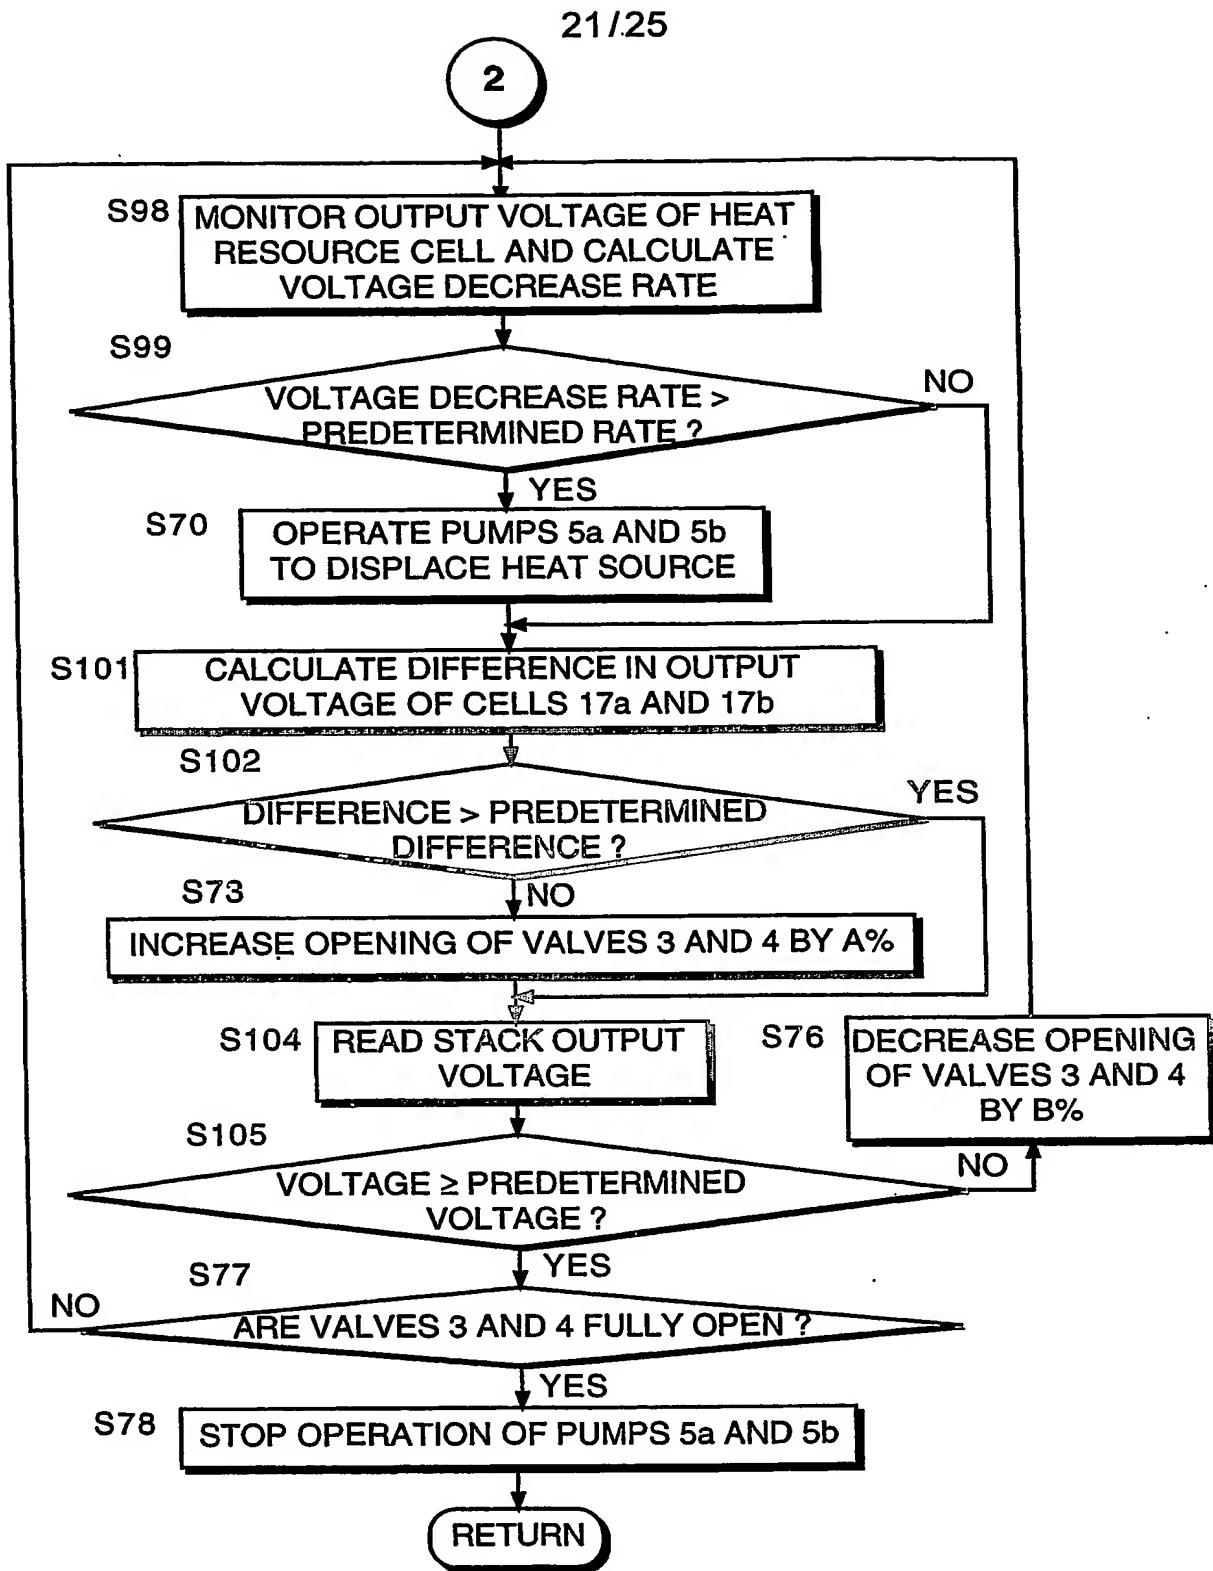 21/25
2
S98
MONITOR OUTPUT VOLTAGE OF HEAT
RESOURCE CELL AND CALCULATE
VOLTAGE DECREASE RATE
S99
VOLTAGE DECREASE RATE >
PREDETERMINED RATE ?
NO
YES
S70
OPERATE PUMPS 5a AND 5b
TO DISPLACE HEAT SOURCE
S101
CALCULATE DIFFERENCE IN OUTPUT
VOLTAGE OF CELLS 17a AND 17b
S102
DIFFERENCE > PREDETERMINED
DIFFERENCE ?
YES
NO
S73
INCREASE OPENING OF VALVES 3 AND 4 BY A%
S104
READ STACK OUTPUT
VOLTAGE
S76
DECREASE OPENING
OF VALVES 3 AND 4
BY B%
S105
VOLTAGE ≥ PREDETERMINED
VOLTAGE ?
NO
YES
S77
NO
ARE VALVES 3 AND 4 FULLY OPEN ?
YES
S78
STOP OPERATION OF PUMPS 5a AND 5b
RETURN